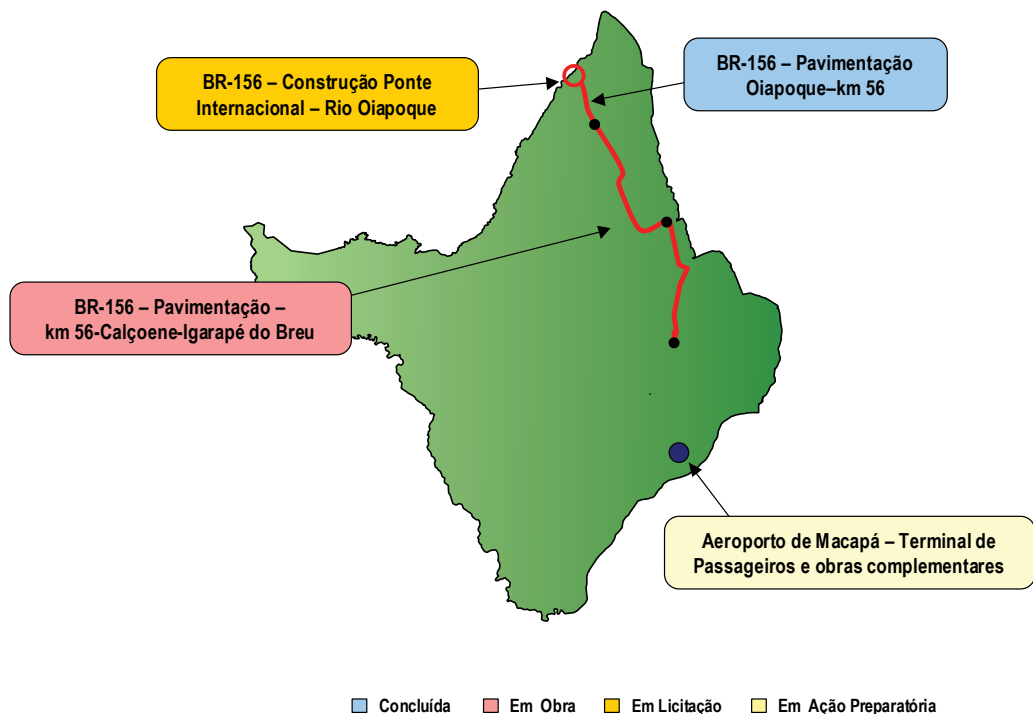 BR-156 – Construção Ponte
Internacional – Rio Oiapoque
BR-156 – Pavimentação
Oiapoque–km 56
BR-156 – Pavimentação –
km 56-Calçoene-Igarapé do Breu
Aeroporto de Macapá – Terminal de
Passageiros e obras complementares
Concluída Em Obra Em Licitação Em Ação Preparatória